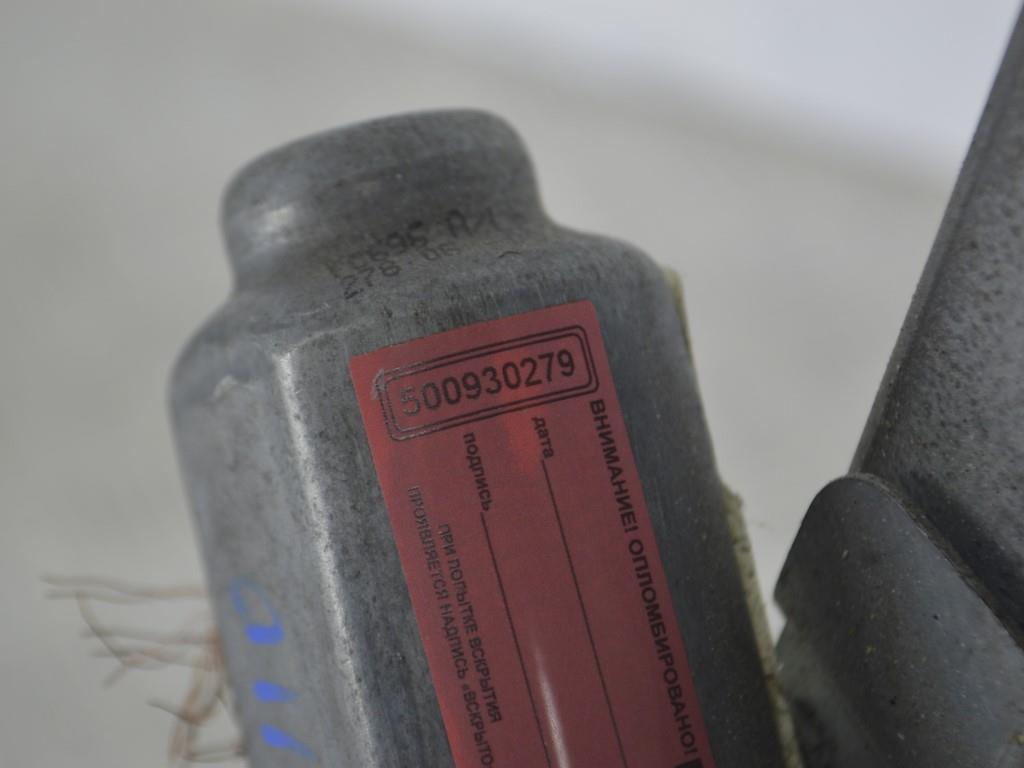 500930279
ВНИМАНИЕ! ОПЛОМБИРОВАНО!
дата
подпись
ПРИ ПОПЫТКЕ ВСКРЫТИЯ
ПРОЯВЛЯЕТСЯ НАДПИСЬ «ВСКРЫТО